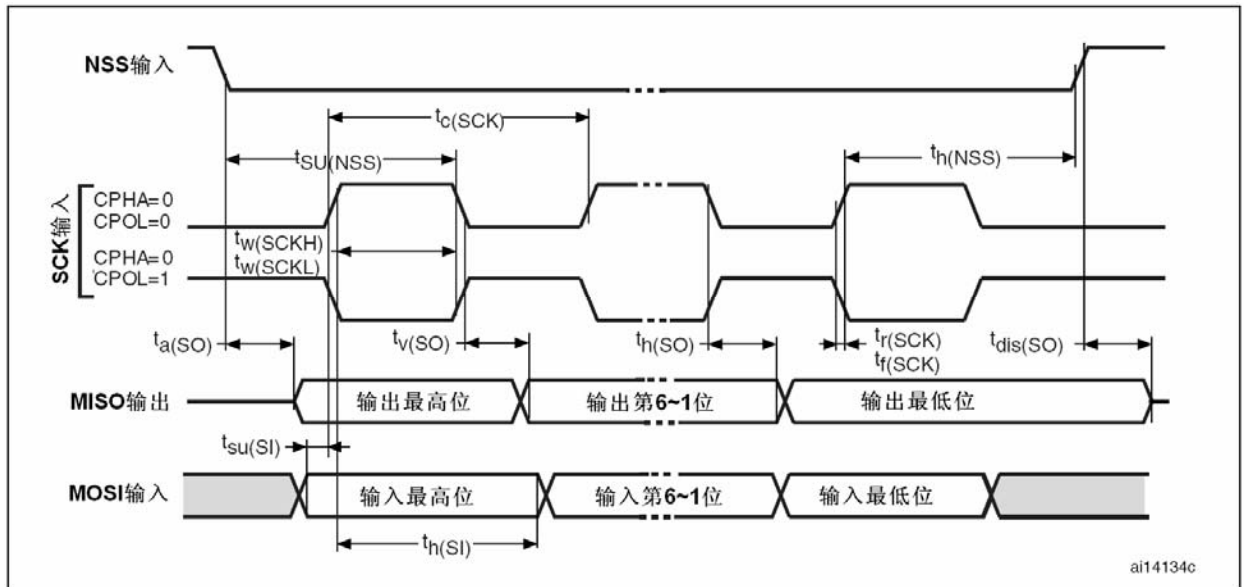 NSS输入
tc(SCK)
tSU(NSS)
th(NSS)
SCK输入
CPHA=0
CPOL=0
tw(SCKH)
CPHA=0
tw(SCKL)
CPOL=1
ta(SO)
tv(SO)
th(SO)
tr(SCK)
tf(SCK)
tdis(SO)
MISO输出
输出最高位
输出第6~1位
输出最低位
tsu(SI)
MOSI输入
输入最高位
输入第6~1位
输入最低位
th(SI)
ai14134c